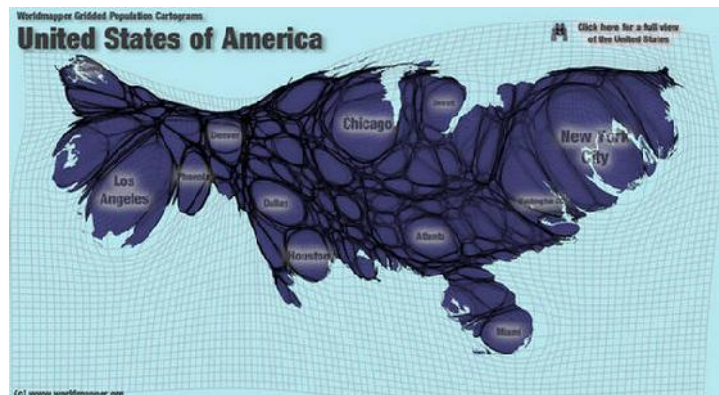 Worldmapper Gridded Population Cartograms
United States of America
Click here for a full view
of the United States
Denver
Chicago
New York
City
Los
Angeles
Phoenix
Dallas
Houston
Atlanta
Washington
Miami
(c) www.worldmapper.org